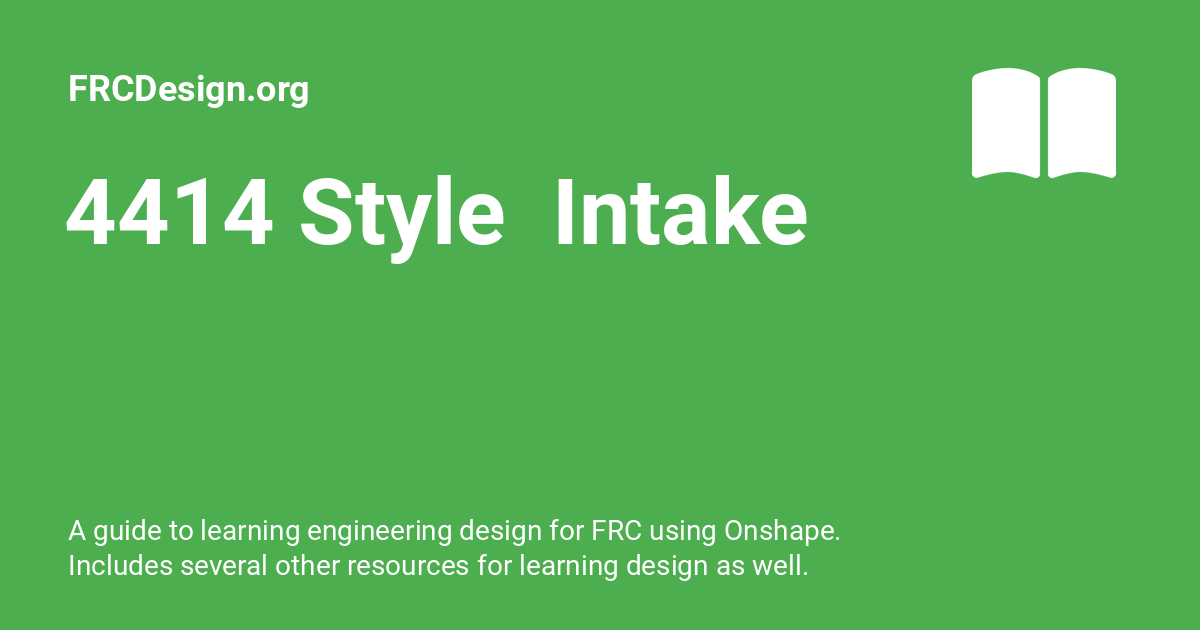 FRCDesign.org
4414 Style  Intake
A guide to learning engineering design for FRC using Onshape.
Includes several other resources for learning design as well.